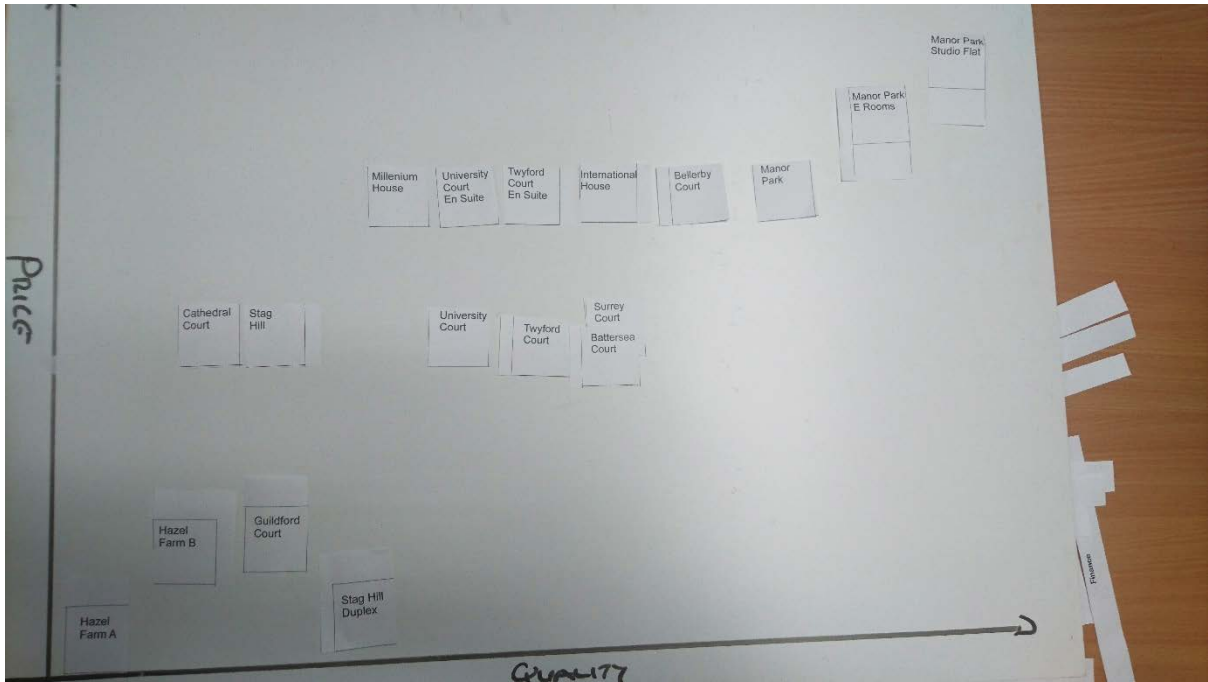 Manor Park
Studio Flat
Manor Park
E Rooms
Millenium
House
University
Court
En Suite
Twyford
Court
En Suite
International
House
Bellerby
Court
Manor
Park
PRICE
Cathedral
Court
Stag
Hill
University
Court
Twyford
Court
Surrey
Court
Battersea
Court
Hazel
Farm B
Guildford
Court
Finance
Stag Hill
Duplex
Hazel
Farm A
QUALITY